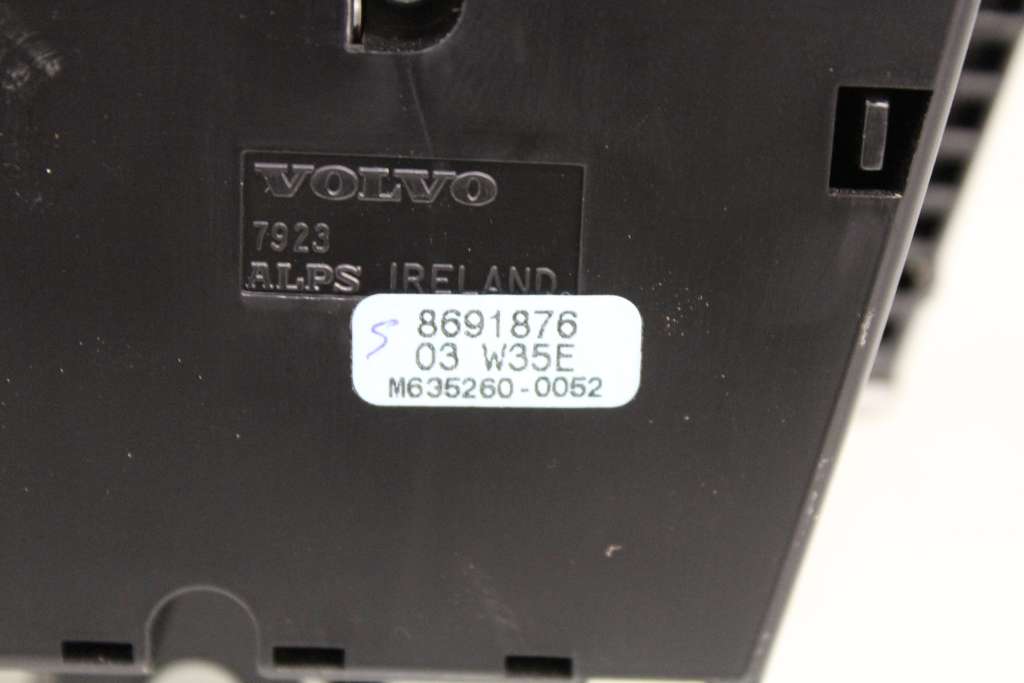 VOLVO
7923
ALPS IRELAND.
S 8691876
03 W35E
M635260-0052